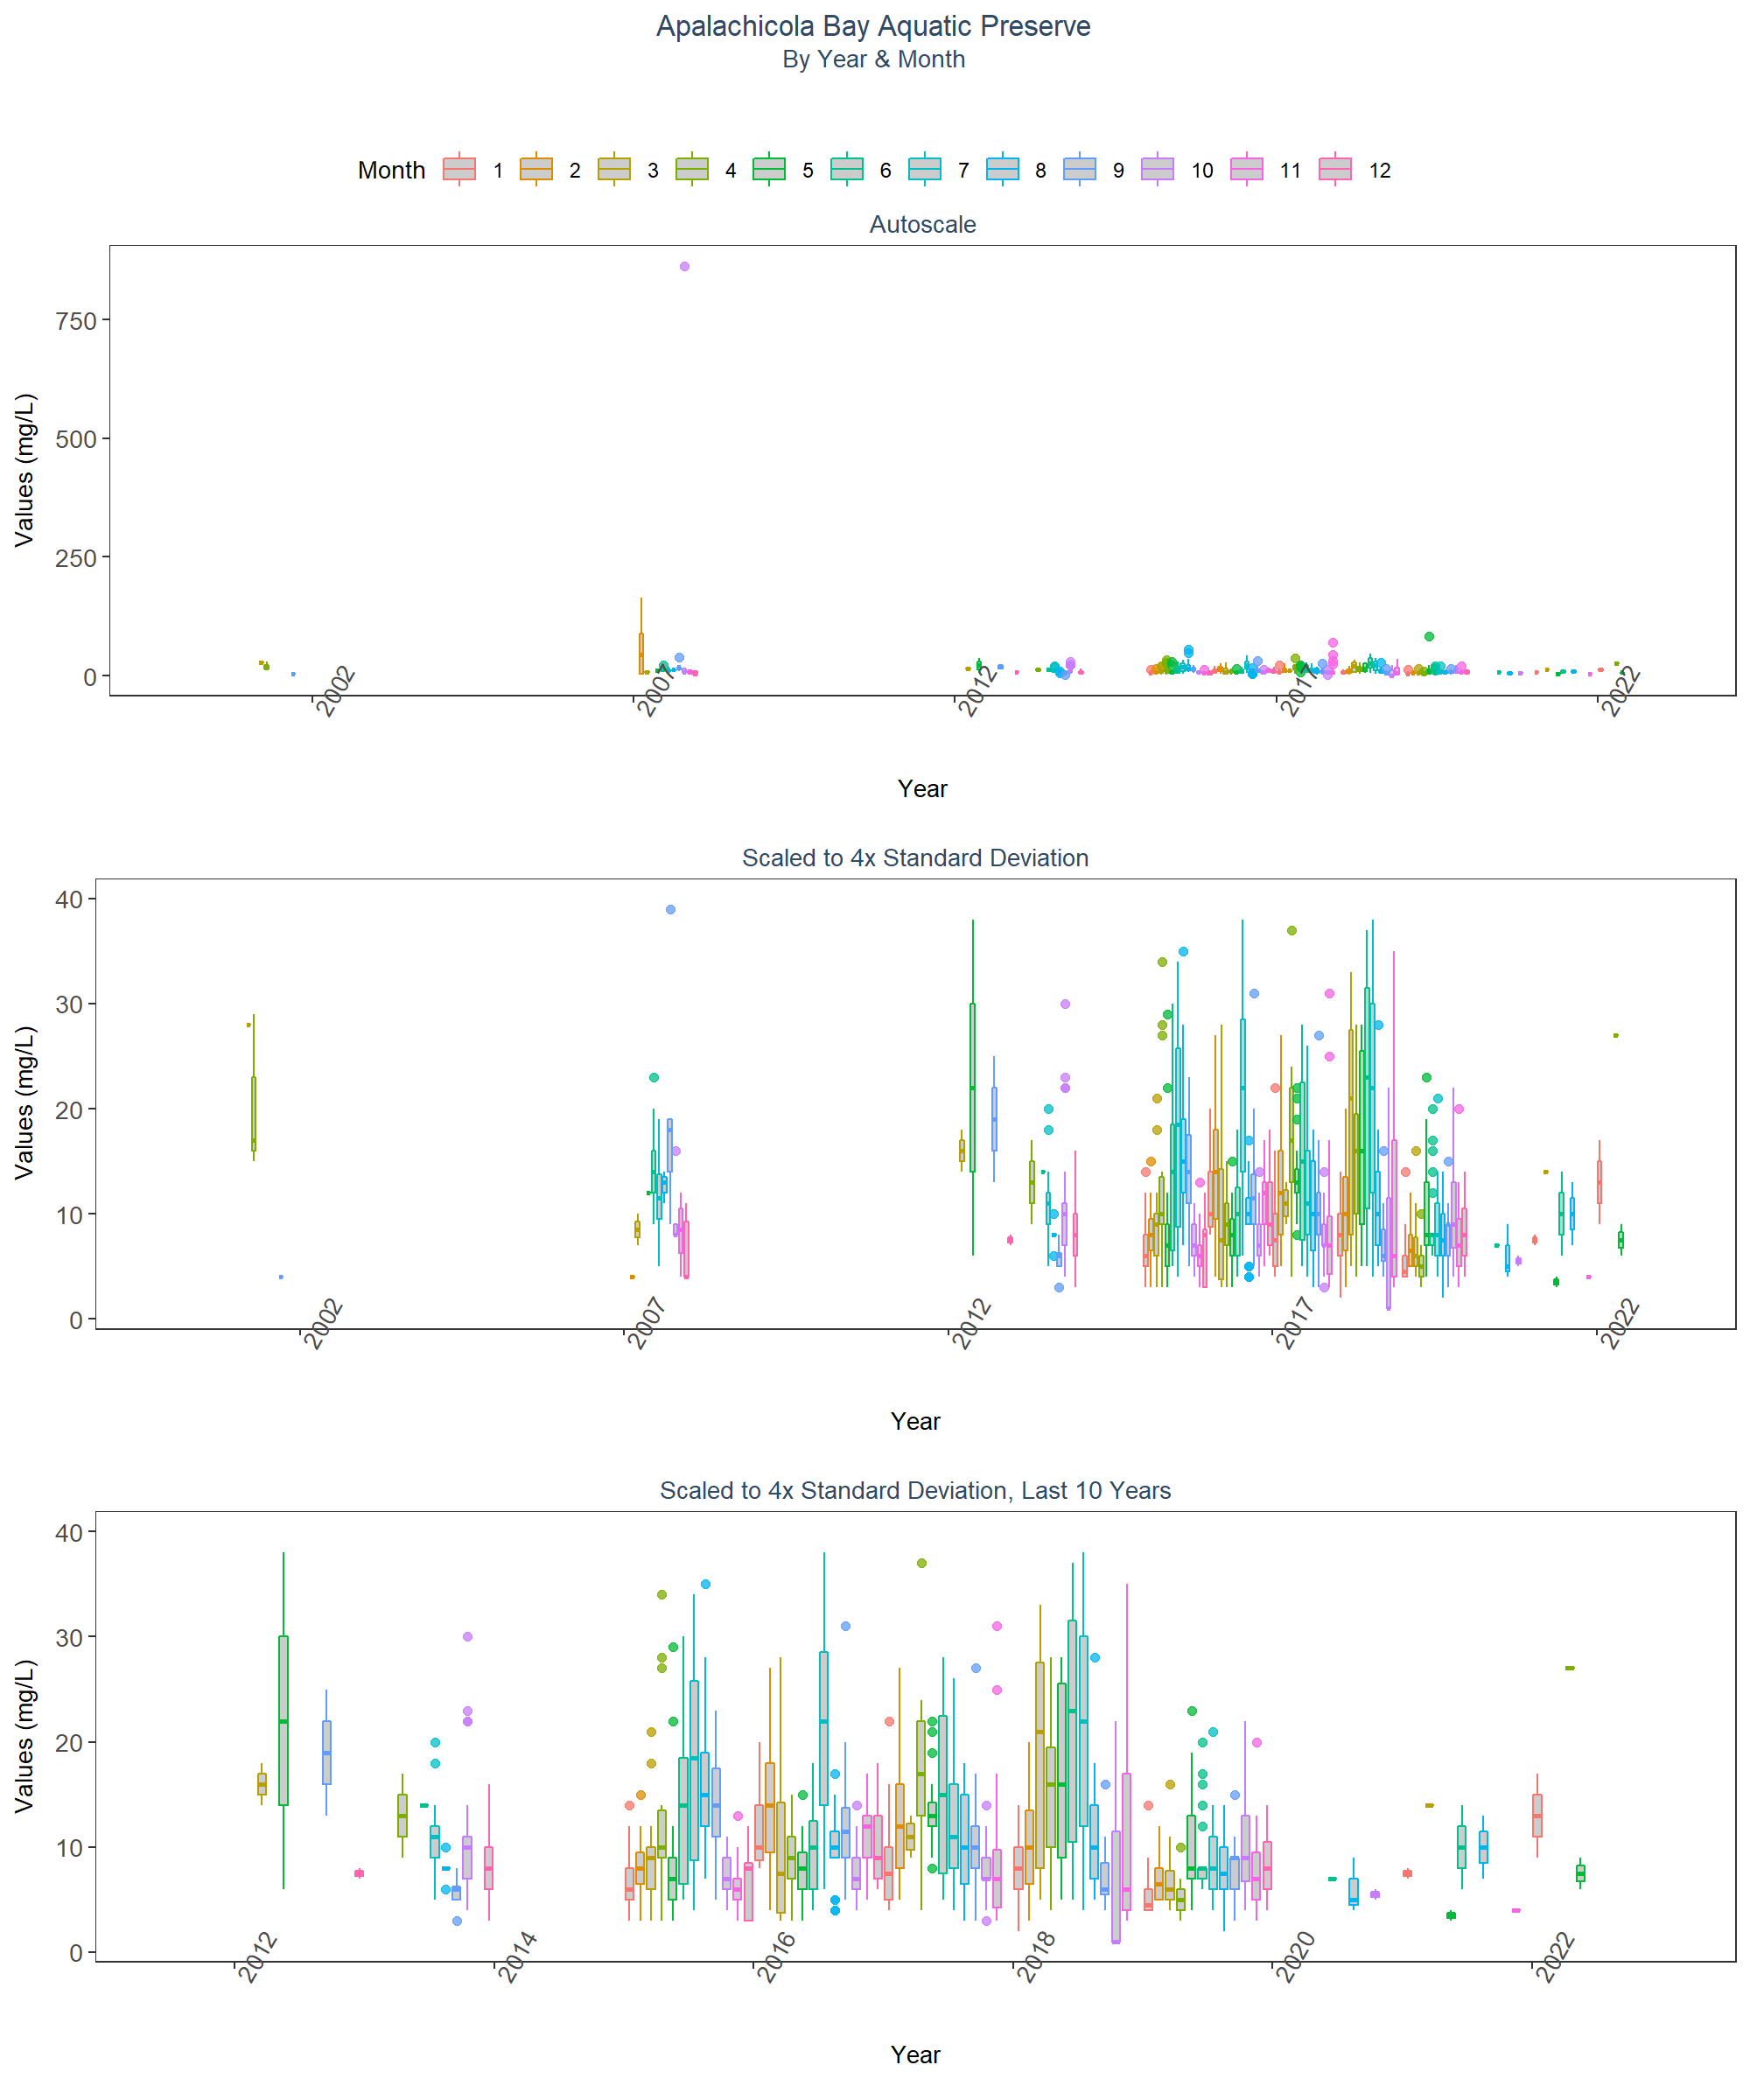 Apalachicola Bay Aquatic Preserve
By Year & Month
Month 1 2 3 4 5 6 7 8 9 10 11 12
Autoscale
Values (mg/L)
750
500
250
0
2002 2007 2012 2017 2022
Year
Scaled to 4x Standard Deviation
Values (mg/L)
40
30
20
10
0
2002 2007 2012 2017 2022
Year
Scaled to 4x Standard Deviation, Last 10 Years
Values (mg/L)
40
30
20
10
0
2012 2014 2016 2018 2020 2022
Year